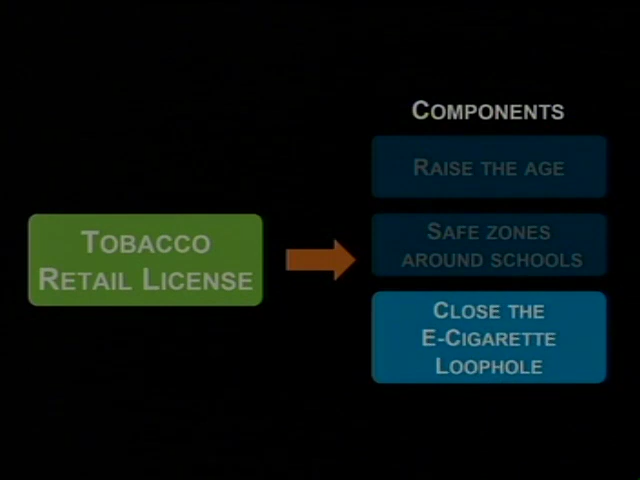 COMPONENTS
RAISE THE AGE
SAFE ZONES
AROUND SCHOOLS
TOBACCO
RETAIL LICENSE
CLOSE THE
E-CIGARETTE
LOOPHOLE